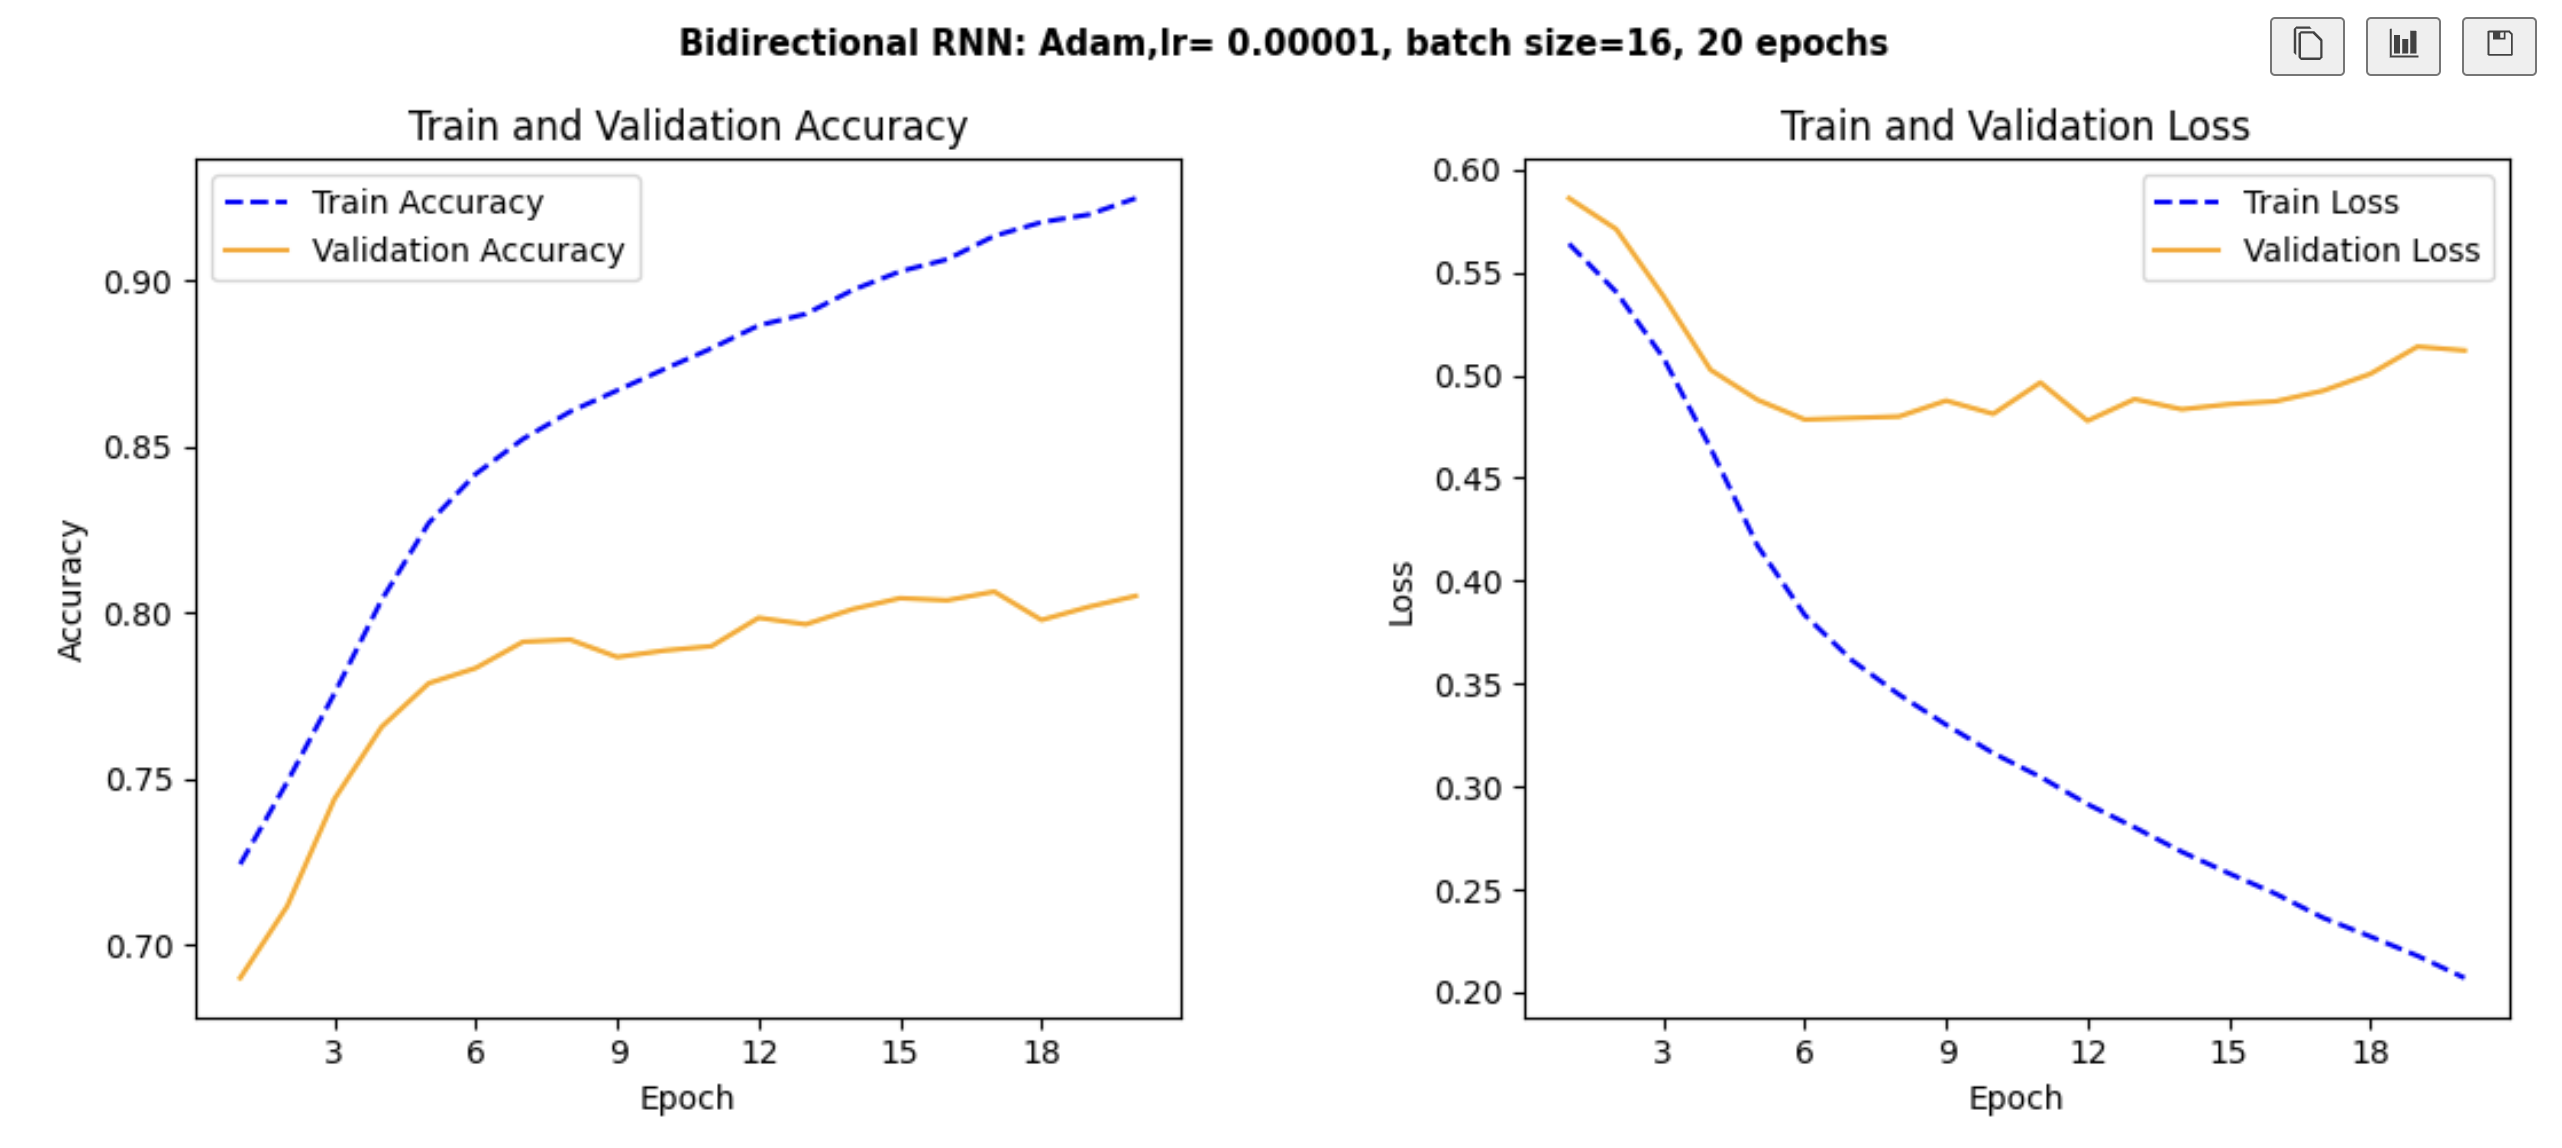 Bidirectional RNN: Adam,lr= 0.00001, batch size=16, 20 epochs
Train and Validation Accuracy
Train Accuracy
Validation Accuracy
0.90
0.85
0.80
0.75
0.70
Accuracy
3 6 9 12 15 18
Epoch
Train and Validation Loss
Train Loss
Validation Loss
0.60
0.55
0.50
0.45
0.40
0.35
0.30
0.25
0.20
Loss
3 6 9 12 15 18
Epoch